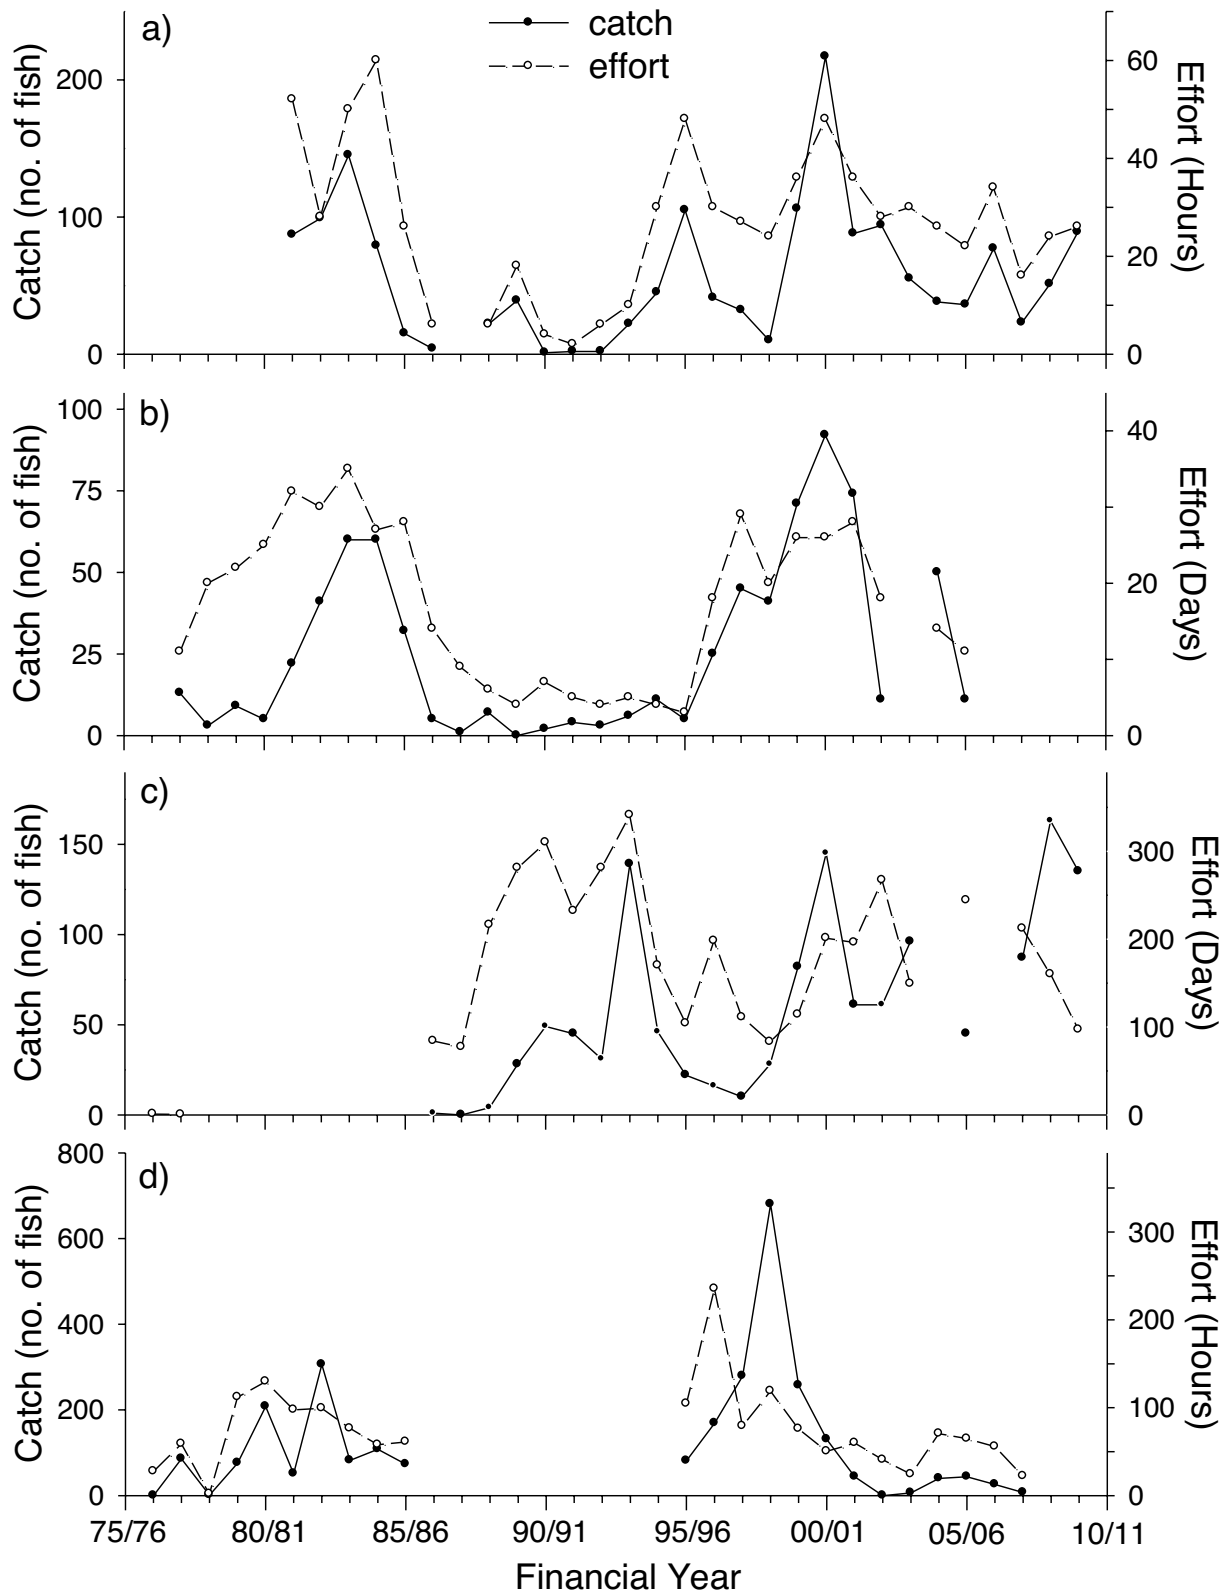 a)
catch
effort
Catch (no. of fish)
200
100
0
Effort (Hours)
60
40
20
0
b)
Catch (no. of fish)
100
75
50
25
0
Effort (Days)
40
20
0
c)
Catch (no. of fish)
150
100
50
0
Effort (Days)
300
200
100
0
d)
Catch (no. of fish)
800
600
400
200
0
Effort (Hours)
300
200
100
0
75/76 80/81 85/86 90/91 95/96 00/01 05/06 10/11
Financial Year